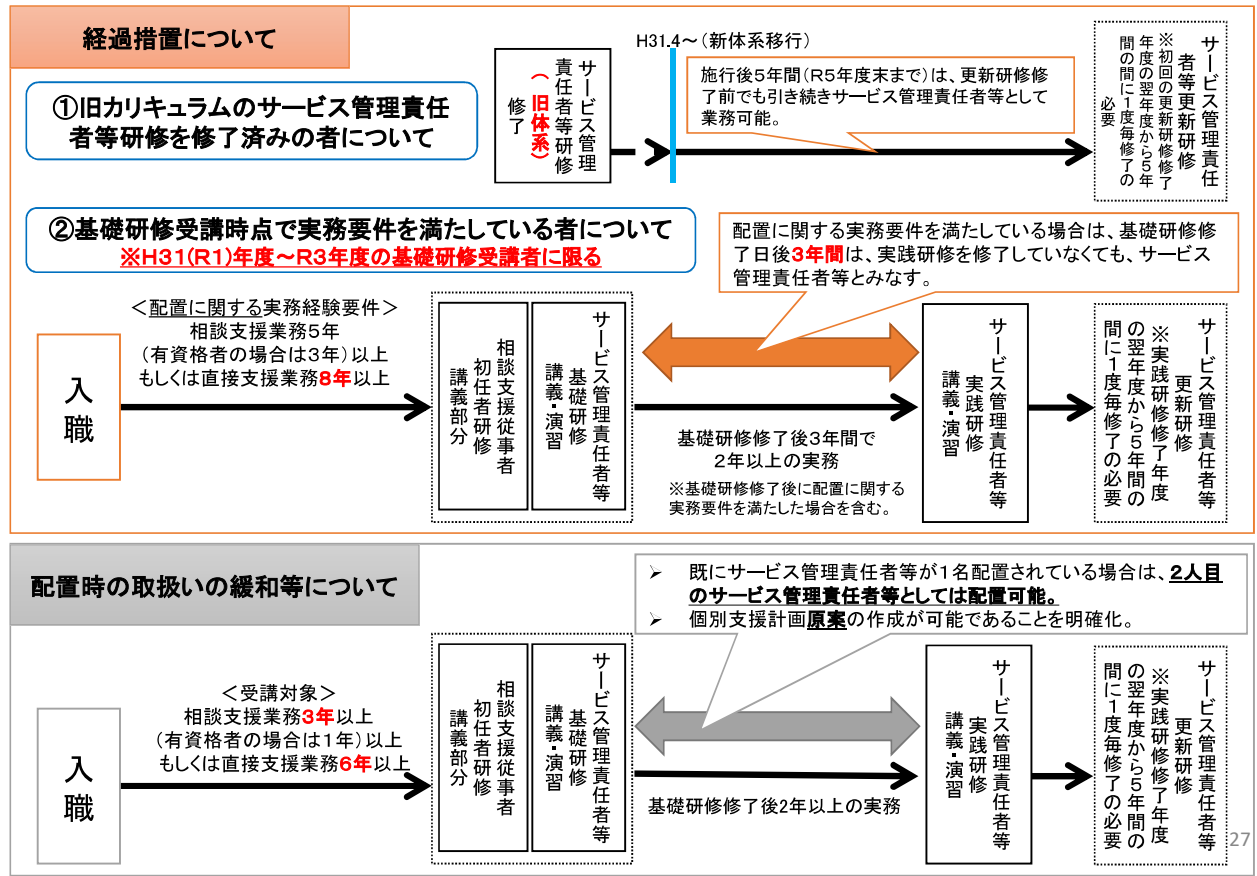 経過措置について
①旧カリキュラムのサービス管理責任
者等研修を修了済みの者について
サービス管理
責任者等研修
（旧体系）
修了
H31.4～（新体系移行）
施行後5年間（R5年度末まで）は、更新研修修
了前でも引き続きサービス管理責任者等として
業務可能。
サービス管理責任
者等更新研修
※初回の更新研修修了
年度の翌年度から5年
間の間に1度毎修了の
必要
②基礎研修受講時点で実務要件を満たしている者について
※H31(R1)年度～R3年度の基礎研修受講者に限る
配置に関する実務要件を満たしている場合は、基礎研修修
了日後3年間は、実践研修を修了していなくても、サービス
管理責任者等とみなす。
入職
＜配置に関する実務経験要件＞
相談支援業務5年
（有資格者の場合は3年）以上
もしくは直接支援業務8年以上
相談支援従事者
初任者研修
講義部分
サービス管理責任者等
基礎研修
講義・演習
基礎研修修了後3年間で
2年以上の実務
※基礎研修修了後に配置に関する
実務要件を満たした場合を含む。
サービス管理責任者等
実践研修
講義・演習
サービス管理責任者等
更新研修
※実践研修修了年度
の翌年度から5年間の
間に1度毎修了の必要
配置時の取扱いの緩和等について
➢ 既にサービス管理責任者等が1名配置されている場合は、2人目
のサービス管理責任者等としては配置可能。
➢ 個別支援計画原案の作成が可能であることを明確化。
入職
＜受講対象＞
相談支援業務3年以上
（有資格者の場合は1年）以上
もしくは直接支援業務6年以上
相談支援従事者
初任者研修
講義部分
サービス管理責任者等
基礎研修
講義・演習
基礎研修修了後2年以上の実務
サービス管理責任者等
実践研修
講義・演習
サービス管理責任者等
更新研修
※実践研修修了年度
の翌年度から5年間の
間に1度毎修了の必要
27